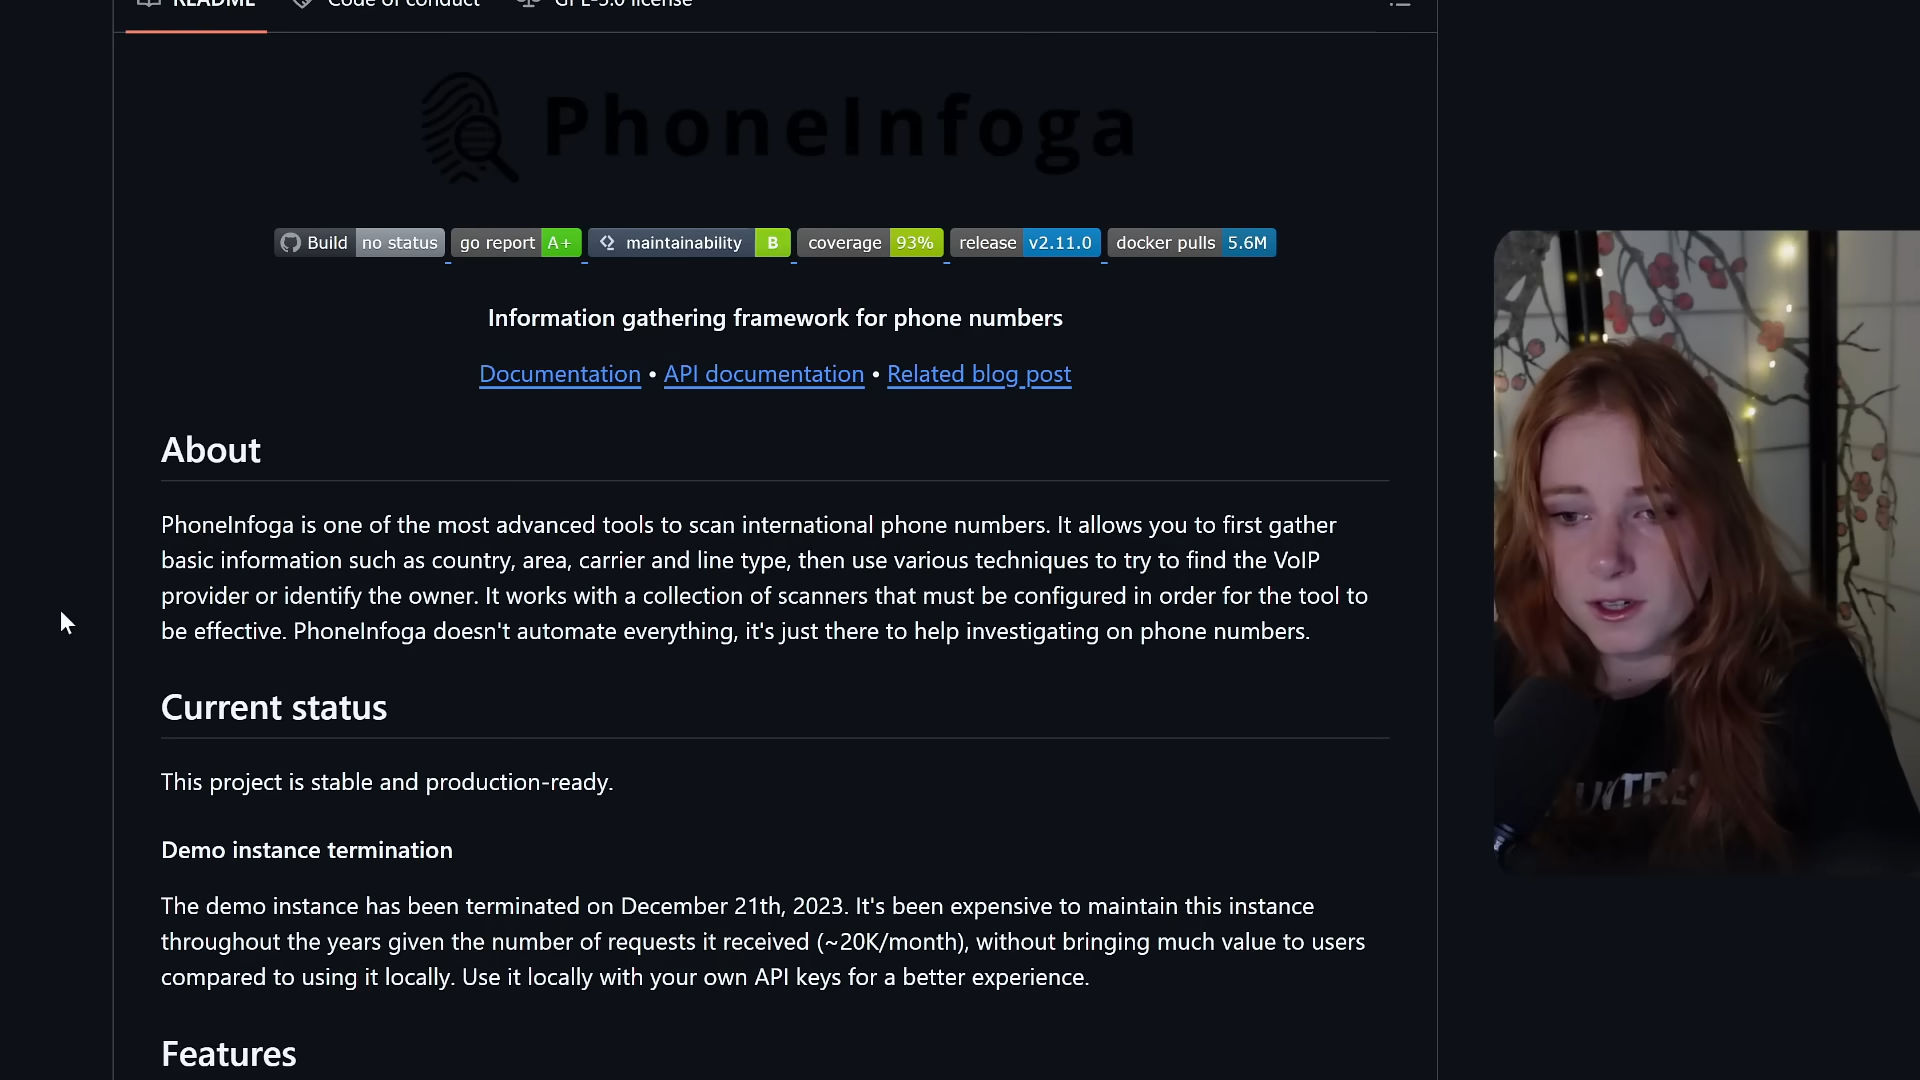 README
Code of conduct
GPL-3.0 license
PhoneInfoga
Build no status
go report A+
maintainability B
coverage 93%
release v2.11.0
docker pulls 5.6M
Information gathering framework for phone numbers
Documentation • API documentation • Related blog post
About
PhoneInfoga is one of the most advanced tools to scan international phone numbers. It allows you to first gather
basic information such as country, area, carrier and line type, then use various techniques to try to find the VoIP
provider or identify the owner. It works with a collection of scanners that must be configured in order for the tool to
be effective. PhoneInfoga doesn't automate everything, it's just there to help investigating on phone numbers.
Current status
This project is stable and production-ready.
Demo instance termination
The demo instance has been terminated on December 21th, 2023. It's been expensive to maintain this instance
throughout the years given the number of requests it received (~20K/month), without bringing much value to users
compared to using it locally. Use it locally with your own API keys for a better experience.
Features